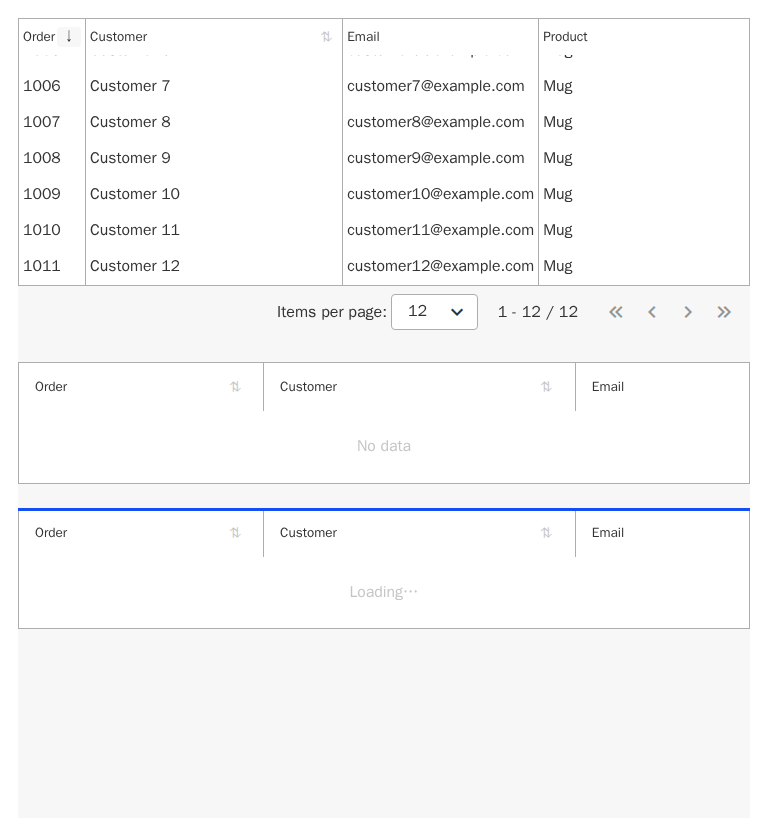 Order ↓ Customer ⇅ Email Product
1006 Customer 7 customer7@example.com Mug
1007 Customer 8 customer8@example.com Mug
1008 Customer 9 customer9@example.com Mug
1009 Customer 10 customer10@example.com Mug
1010 Customer 11 customer11@example.com Mug
1011 Customer 12 customer12@example.com Mug
Items per page: 12 1 - 12 / 12
Order ⇅ Customer ⇅ Email
No data
Order ⇅ Customer ⇅ Email
Loading···